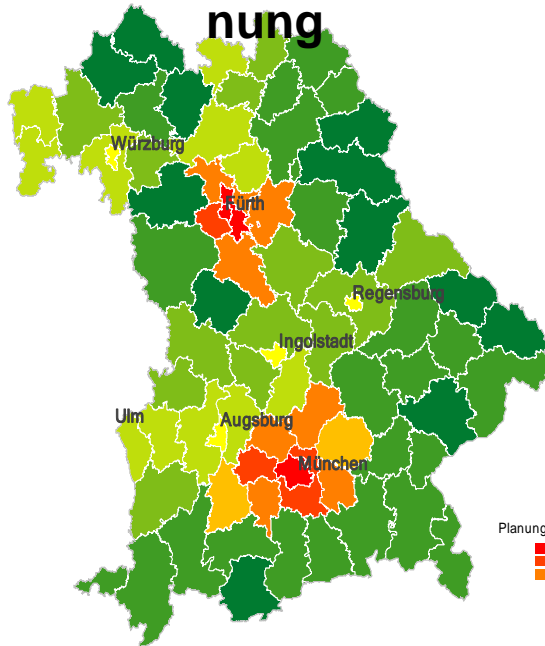 nung
Würzburg
Fürth
Regensburg
Ingolstadt
Ulm
Augsburg
München
Planung